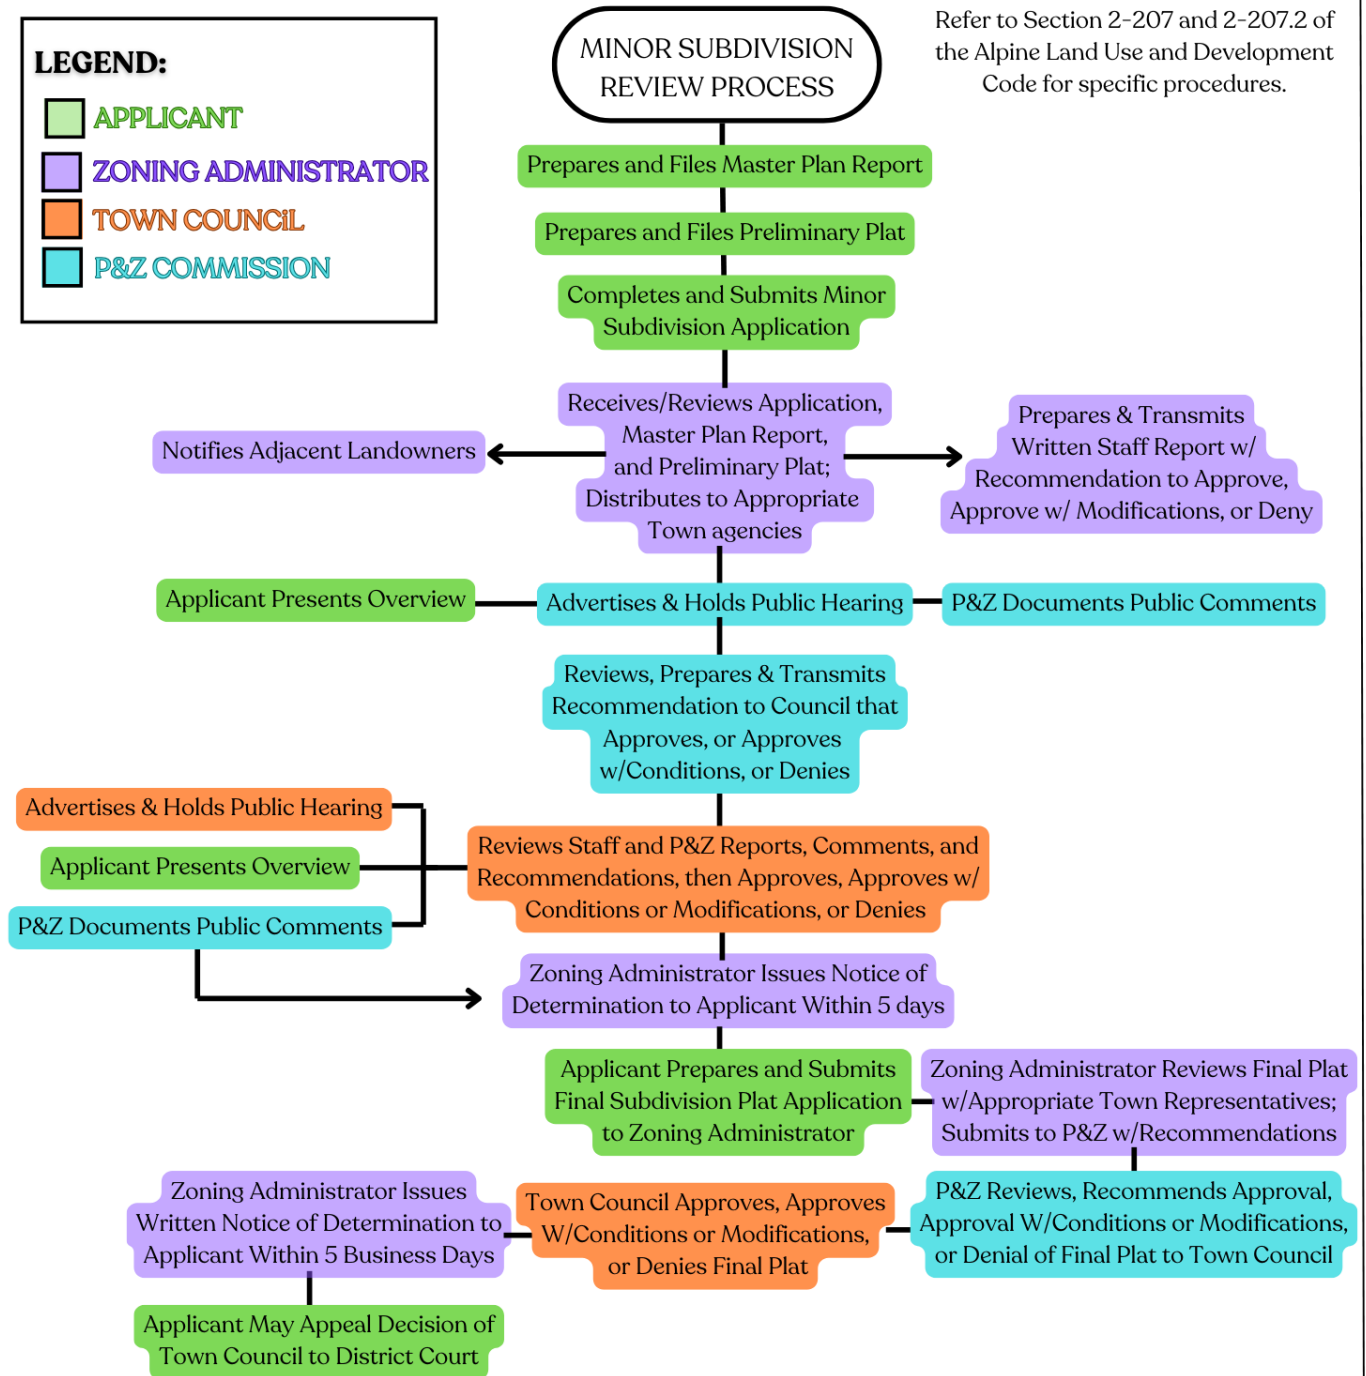 LEGEND:
APPLICANT
ZONING ADMINISTRATOR
TOWN COUNCiL
P&Z COMMISSION
MINOR SUBDIVISION
REVIEW PROCESS
Refer to Section 2-207 and 2-207.2 of
the Alpine Land Use and Development
Code for specific procedures.
Prepares and Files Master Plan Report
Prepares and Files Preliminary Plat
Completes and Submits Minor
Subdivision Application
Receives/Reviews Application,
Master Plan Report,
and Preliminary Plat;
Distributes to Appropriate
Town agencies
Notifies Adjacent Landowners
Prepares & Transmits
Written Staff Report w/
Recommendation to Approve,
Approve w/ Modifications, or Deny
Applicant Presents Overview
Advertises & Holds Public Hearing
P&Z Documents Public Comments
Reviews, Prepares & Transmits
Recommendation to Council that
Approves, or Approves
w/Conditions, or Denies
Advertises & Holds Public Hearing
Applicant Presents Overview
P&Z Documents Public Comments
Reviews Staff and P&Z Reports, Comments, and
Recommendations, then Approves, Approves w/
Conditions or Modifications, or Denies
Zoning Administrator Issues Notice of
Determination to Applicant Within 5 days
Applicant Prepares and Submits
Final Subdivision Plat Application
to Zoning Administrator
Zoning Administrator Reviews Final Plat
w/Appropriate Town Representatives;
Submits to P&Z w/Recommendations
P&Z Reviews, Recommends Approval,
Approval W/Conditions or Modifications,
or Denial of Final Plat to Town Council
Town Council Approves, Approves
W/Conditions or Modifications,
or Denies Final Plat
Zoning Administrator Issues
Written Notice of Determination to
Applicant Within 5 Business Days
Applicant May Appeal Decision of
Town Council to District Court